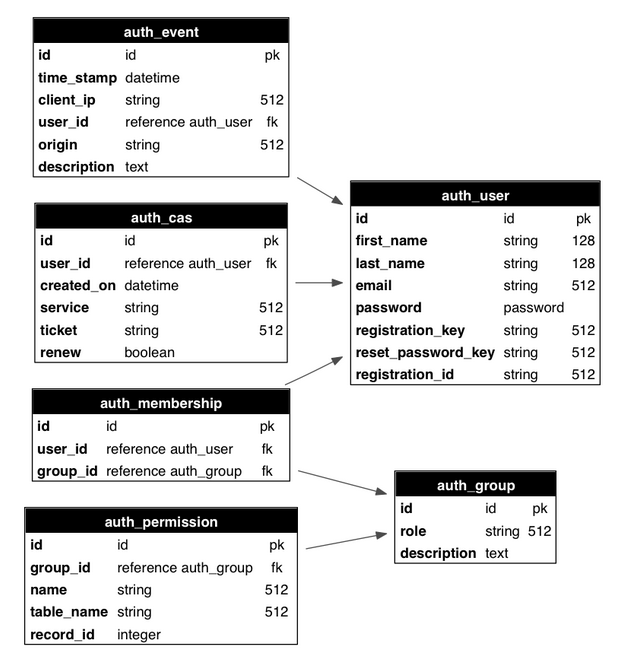 auth_event
id id pk
time_stamp datetime
client_ip string 512
user_id reference auth_user fk
origin string 512
description text
auth_cas
id id pk
user_id reference auth_user fk
created_on datetime
service string 512
ticket string 512
renew boolean
auth_user
id id pk
first_name string 128
last_name string 128
email string 512
password password
registration_key string 512
reset_password_key string 512
registration_id string 512
auth_membership
id id pk
user_id reference auth_user fk
group_id reference auth_group fk
auth_group
id id pk
role string 512
description text
auth_permission
id id pk
group_id reference auth_group fk
name string 512
table_name string 512
record_id integer